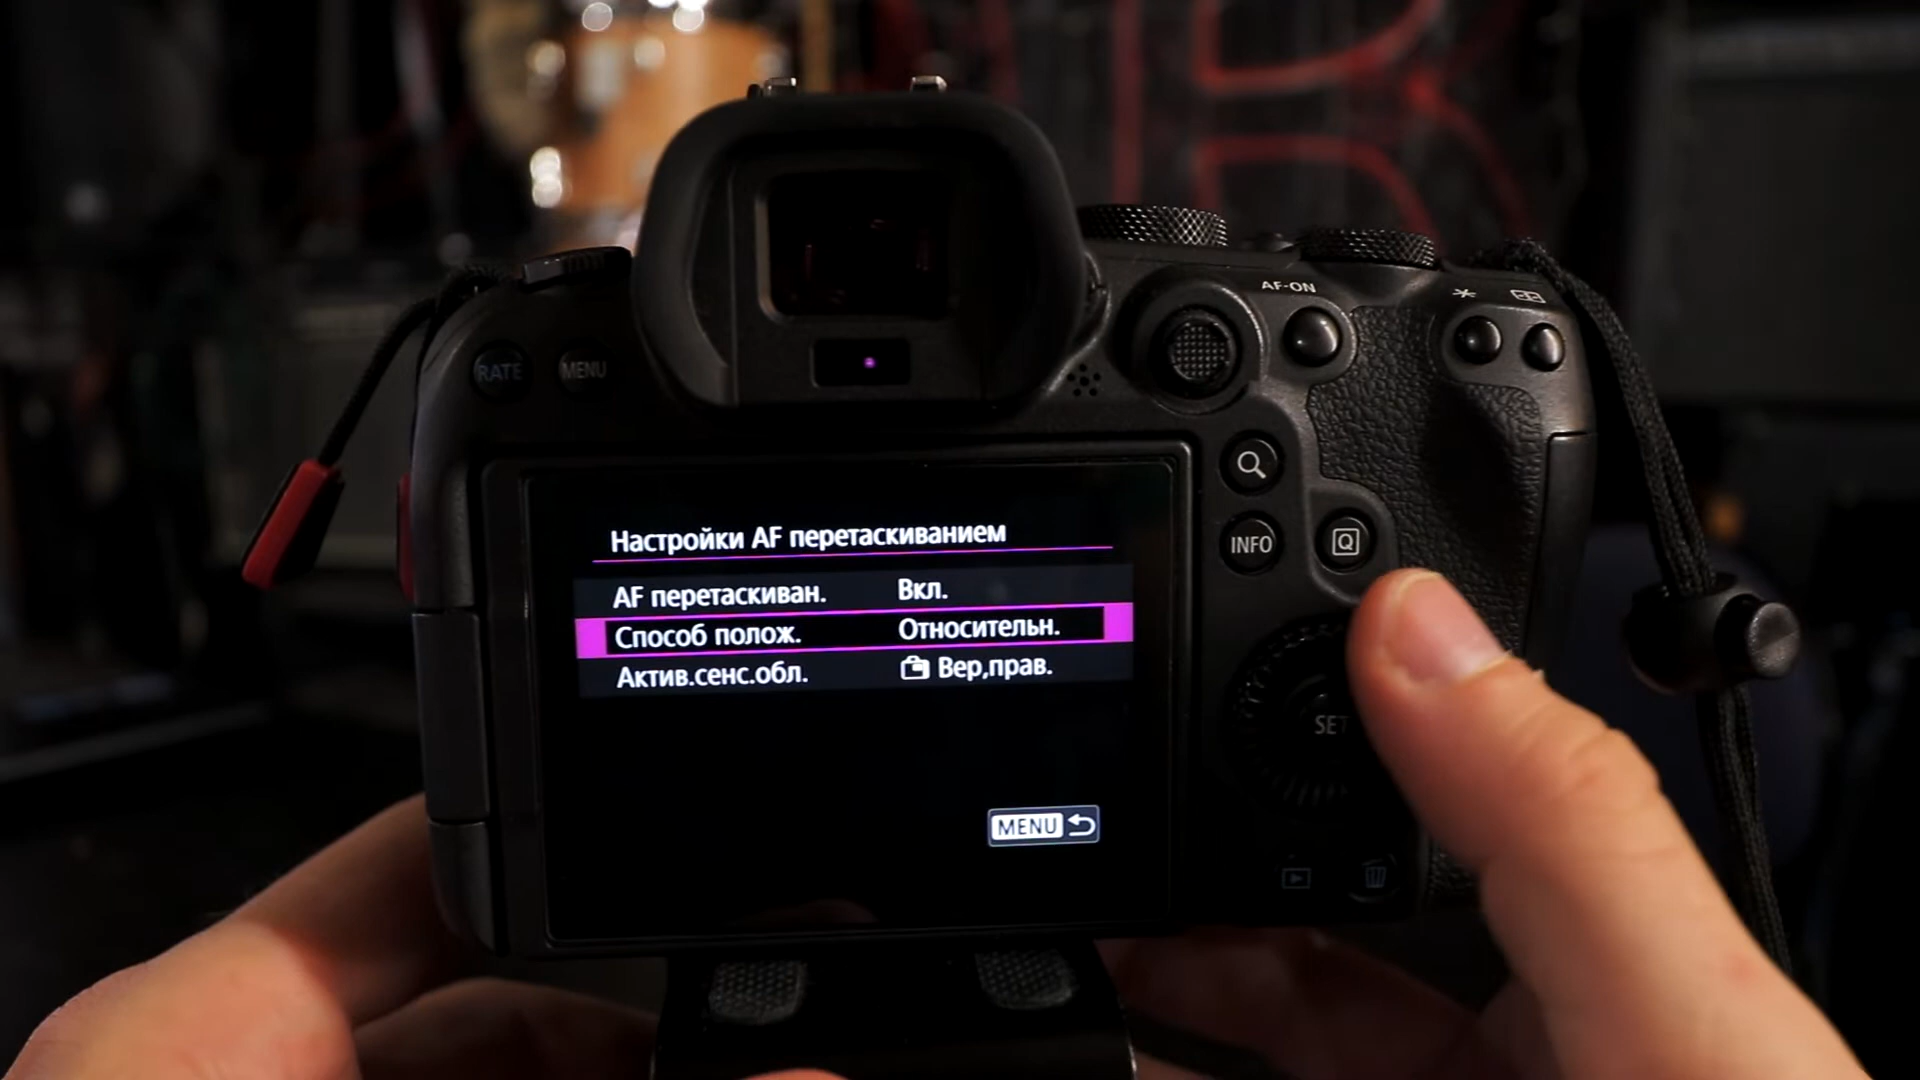 AF-ON
RATE
MENU
INFO
Q
Настройки AF перетаскиванием
AF перетаскиван. Вкл.
Способ полож. Относительн.
Актив.сенс.обл. Вер,прав.
SET
MENU